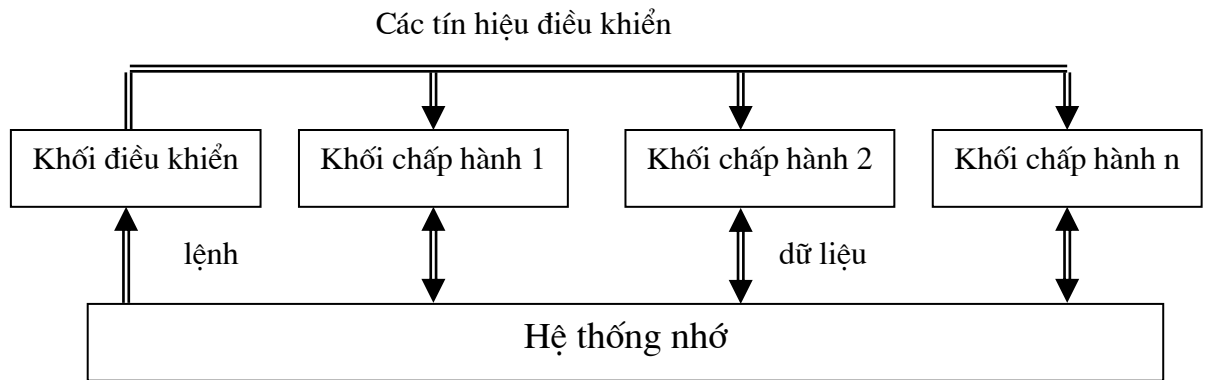 Các tín hiệu điều khiển
Khối điều khiển
Khối chấp hành 1
Khối chấp hành 2
Khối chấp hành n
lệnh
dữ liệu
Hệ thống nhớ